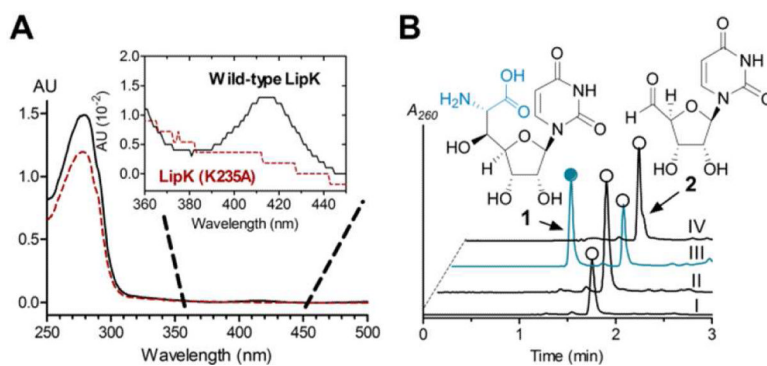 A
B
AU
1.5
1.0
0.5
0.0
250 300 350 400 450 500
Wavelength (nm)
AU (10-2)
2.0
1.5
1.0
0.5
0.0
360 380 400 420 440
Wavelength (nm)
Wild-type LipK
LipK (K235A)
A260
H2N
OH
O
HO
H
O
N
NH
O
O
HO OH
1
O
H
O
N
NH
O
O
HO OH
2
IV
III
II
I
0 1 2 3
Time (min)